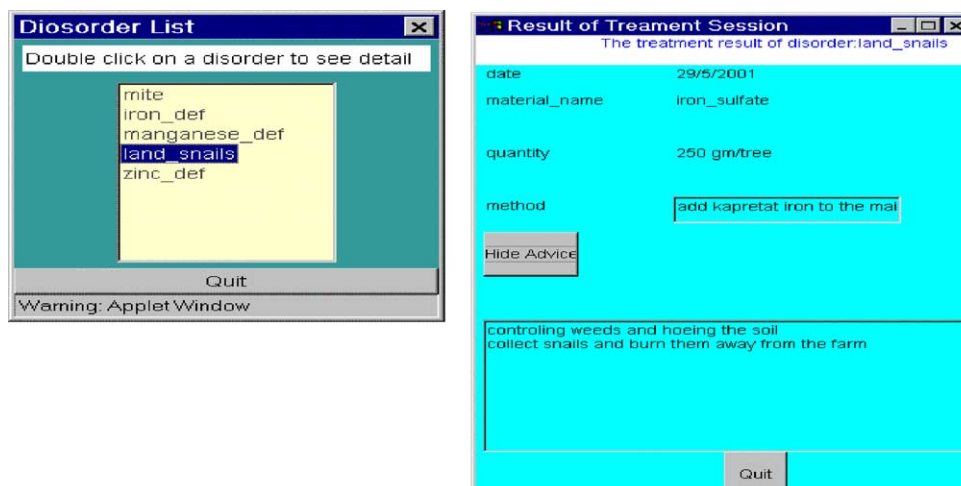 Diosorder List
Double click on a disorder to see detail
mite
iron_def
manganese_def
land_snails
zinc_def
Quit
Warning: Applet Window
Result of Treament Session
The treatment result of disorder:land_snails
date 29/5/2001
material_name iron_sulfate
quantity 250 gm/tree
method add kapretat iron to the mai
Hide Advice
controling weeds and hoeing the soil
collect snails and burn them away from the farm
Quit